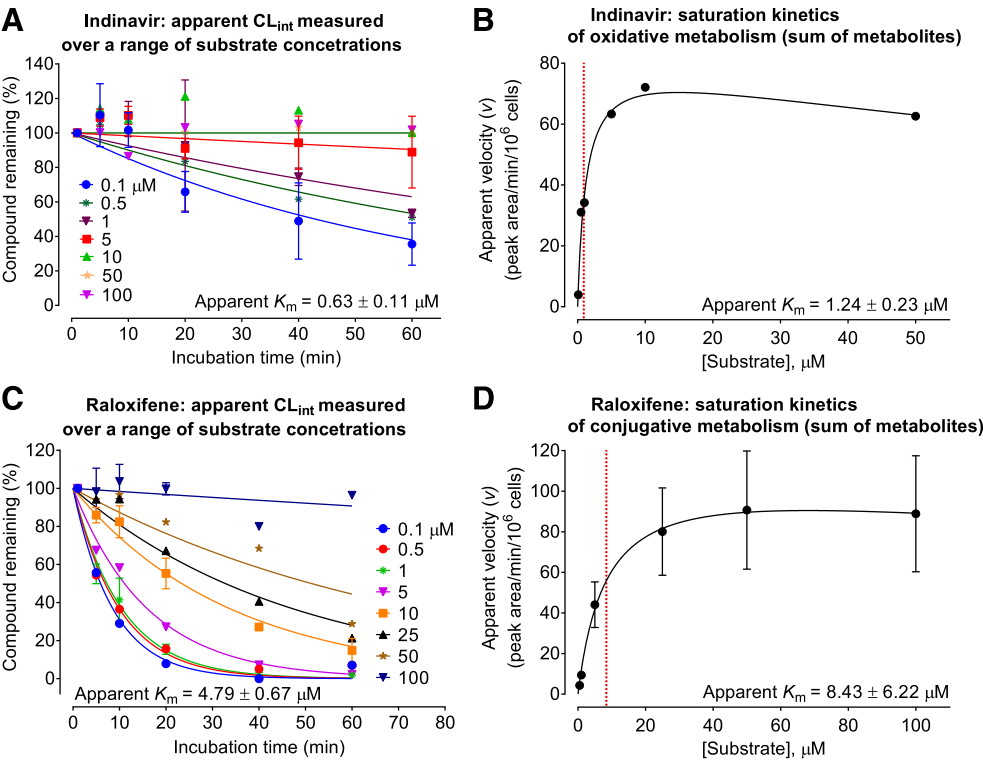 A
Indinavir: apparent CLint measured
over a range of substrate concetrations
Compound remaining (%)
140
120
100
80
60
40
20
0
0.1 μM
0.5
1
5
10
50
100
Apparent Km = 0.63 ± 0.11 μM
0 10 20 30 40 50 60
Incubation time (min)
B
Indinavir: saturation kinetics
of oxidative metabolism (sum of metabolites)
Apparent velocity (v)
(peak area/min/10⁶ cells)
80
60
40
20
0
Apparent Km = 1.24 ± 0.23 μM
0 10 20 30 40 50
[Substrate], μM
C
Raloxifene: apparent CLint measured
over a range of substrate concetrations
Compound remaining (%)
120
100
80
60
40
20
0
0.1 μM
0.5
1
5
10
25
50
100
Apparent Km = 4.79 ± 0.67 μM
0 10 20 30 40 50 60 70 80
Incubation time (min)
D
Raloxifene: saturation kinetics
of conjugative metabolism (sum of metabolites)
Apparent velocity (v)
(peak area/min/10⁶ cells)
120
100
80
60
40
20
0
Apparent Km = 8.43 ± 6.22 μM
0 20 40 60 80 100
[Substrate], μM